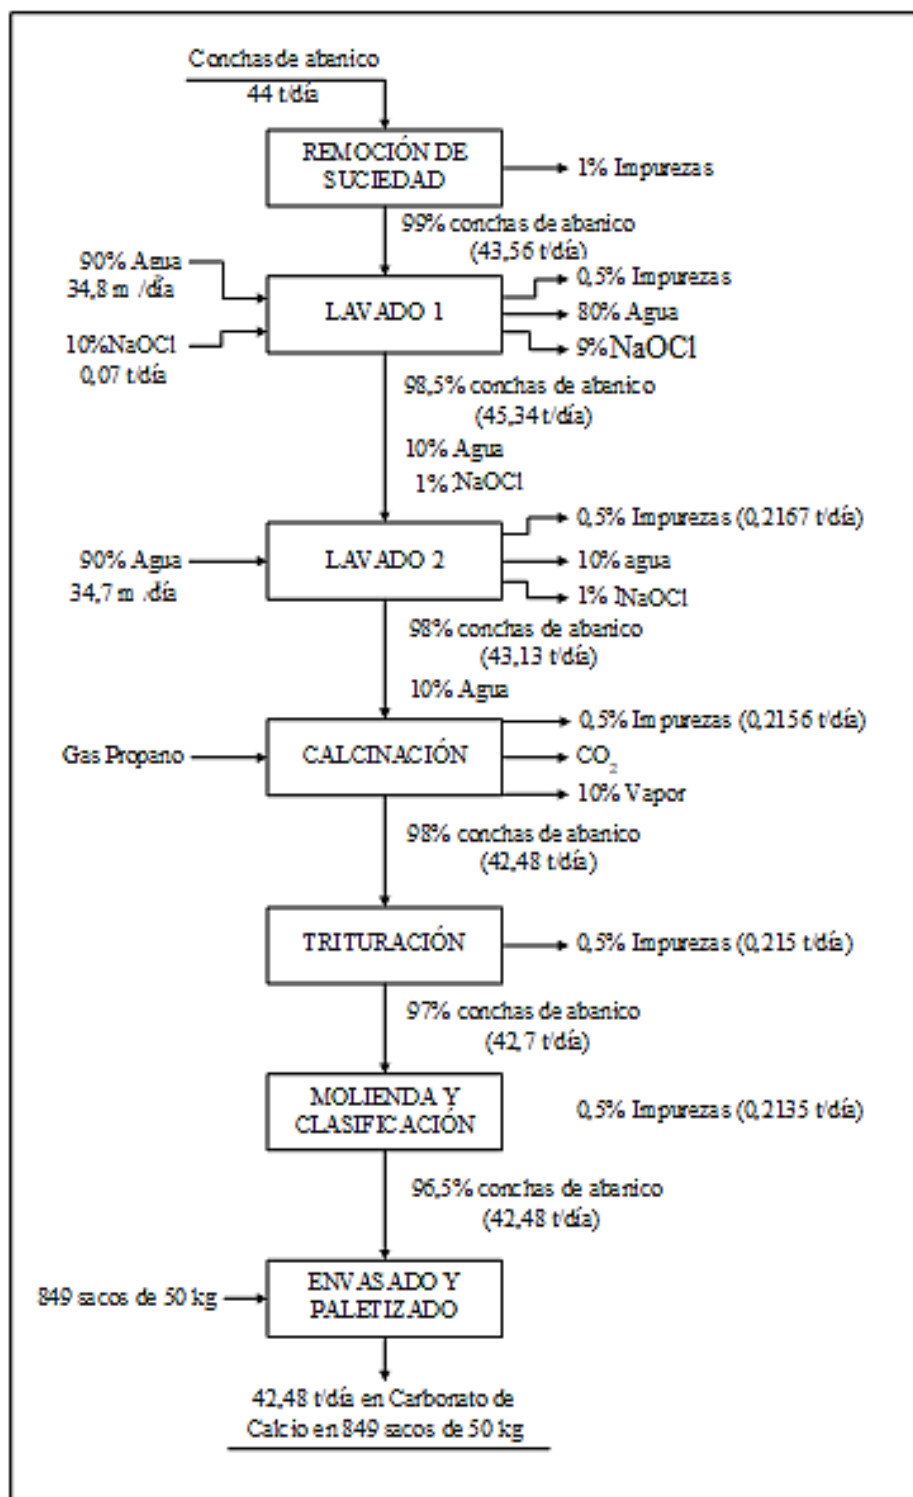 Conchas de abanico
44 t/día
REMOCIÓN DE
SUCIEDAD
1% Impurezas
99% conchas de abanico
(43,56 t/día)
90% Agua
34,8 m /día
10%NaOCl
0,07 t/día
LAVADO 1
0,5% Impurezas
80% Agua
9% NaOCl
98,5% conchas de abanico
(45,34 t/día)
10% Agua
1% NaOCl
90% Agua
34,7 m /día
LAVADO 2
0,5% Impurezas (0,2167 t/día)
10% agua
1% NaOCl
98% conchas de abanico
(43,13 t/día)
10% Agua
Gas Propano
CALCINACIÓN
0,5% Impurezas (0,2156 t/día)
CO2
10% Vapor
98% conchas de abanico
(42,48 t/día)
TRITURACIÓN
0,5% Impurezas (0,215 t/día)
97% conchas de abanico
(42,7 t/día)
MOLIENDA Y
CLASIFICACIÓN
0,5% Impurezas (0,2135 t/día)
96,5% conchas de abanico
(42,48 t/día)
849 sacos de 50 kg
ENVASADO Y
PALETIZADO
42,48 t/día en Carbonato de
Calcio en 849 sacos de 50 kg